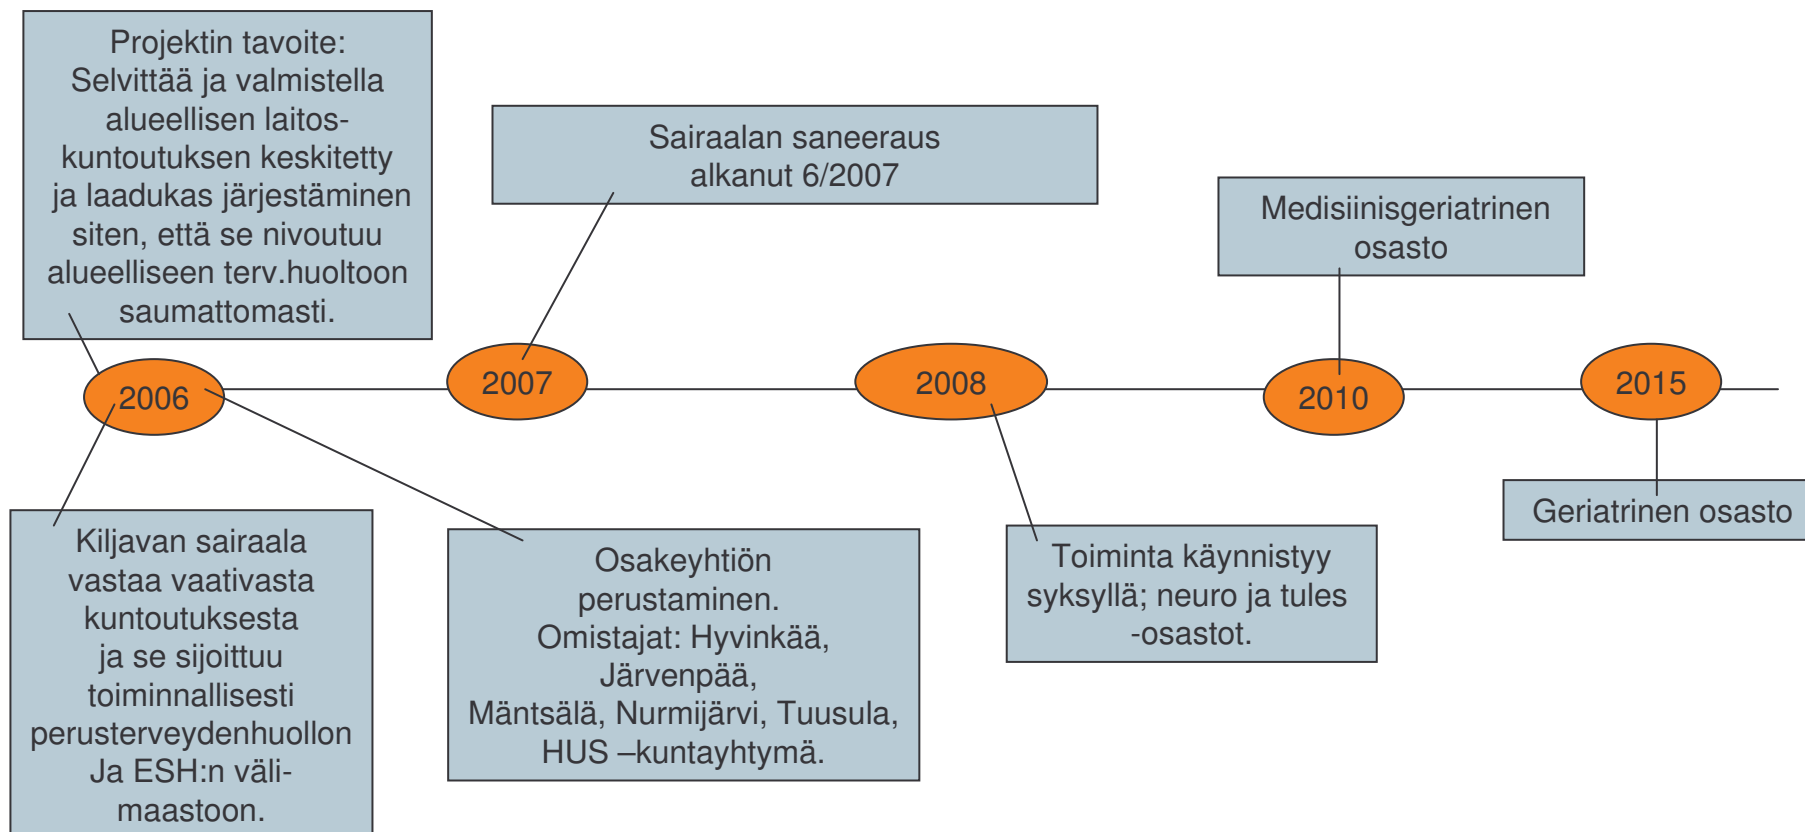 Projektin tavoite:
Selvittää ja valmistella
alueellisen laitos-
kuntoutuksen keskitetty
ja laadukas järjestäminen
siten, että se nivoutuu
alueelliseen terv.huoltoon
saumattomasti.
Sairaalan saneeraus
alkanut 6/2007
Medisiinisgeriatrinen
osasto
2006
2007
2008
2010
2015
Kiljavan sairaala
vastaa vaativasta
kuntoutuksesta
ja se sijoittuu
toiminnallisesti
perusterveydenhuollon
Ja ESH:n väli-
maastoon.
Osakeyhtiön
perustaminen.
Omistajat: Hyvinkää,
Järvenpää,
Mäntsälä, Nurmijärvi, Tuusula,
HUS –kuntayhtymä.
Toiminta käynnistyy
syksyllä; neuro ja tules
-osastot.
Geriatrinen osasto